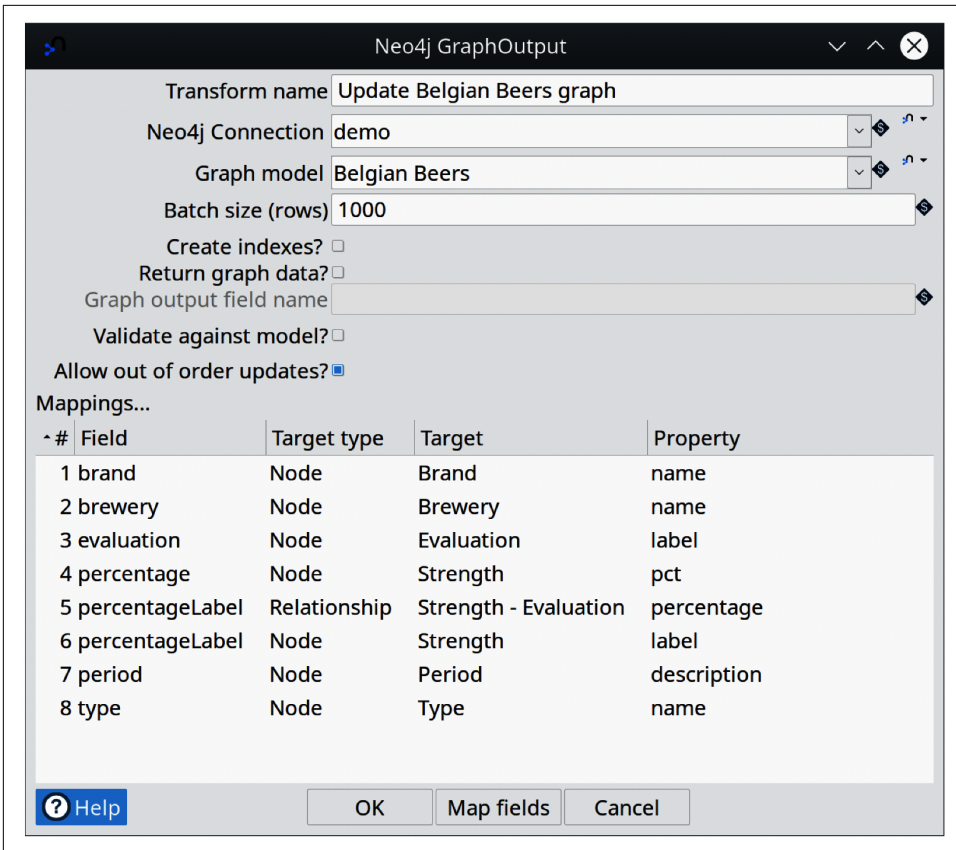 Neo4j GraphOutput
Transform name Update Belgian Beers graph
Neo4j Connection demo
Graph model Belgian Beers
Batch size (rows) 1000
Create indexes?
Return graph data?
Graph output field name
Validate against model?
Allow out of order updates?
Mappings...
# Field Target type Target Property
1 brand Node Brand name
2 brewery Node Brewery name
3 evaluation Node Evaluation label
4 percentage Node Strength pct
5 percentageLabel Relationship Strength - Evaluation percentage
6 percentageLabel Node Strength label
7 period Node Period description
8 type Node Type name
? Help OK Map fields Cancel